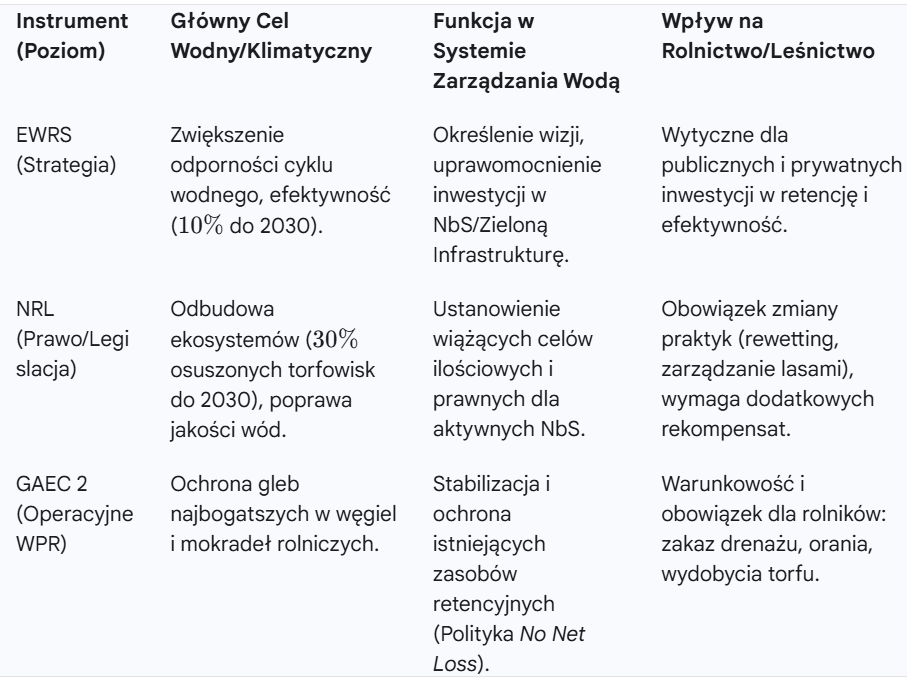 Instrument (Poziom)
Główny Cel Wodny/Klimatyczny
Funkcja w Systemie Zarządzania Wodą
Wpływ na Rolnictwo/Leśnictwo
EWRS
(Strategia)
Zwiększenie
odporności cyklu
wodnego, efektywność
(10% do 2030).
Określenie wizji,
uprawomocnienie
inwestycji w
NbS/Zieloną
Infrastrukturę.
Wytyczne dla
publicznych i prywatnych
inwestycji w retencję i
efektywność.
NRL
(Prawo/Legi
slacja)
Odbudowa
ekosystemów (30%
osuszonych torfowisk
do 2030), poprawa
jakości wód.
Ustanowienie
wiążących celów
ilościowych i
prawnych dla
aktywnych NbS.
Obowiązek zmiany
praktyk (rewetting,
zarządzanie lasami),
wymaga dodatkowych
rekompensat.
GAEC 2
(Operacyjne
WPR)
Ochrona gleb
najbogatszych w węgiel
i mokradeł rolniczych.
Stabilizacja i
ochrona
istniejących
zasobów
retencyjnych
(Polityka No Net
Loss).
Warunkowość i
obowiązek dla rolników:
zakaz drenażu, orania,
wydobycia torfu.